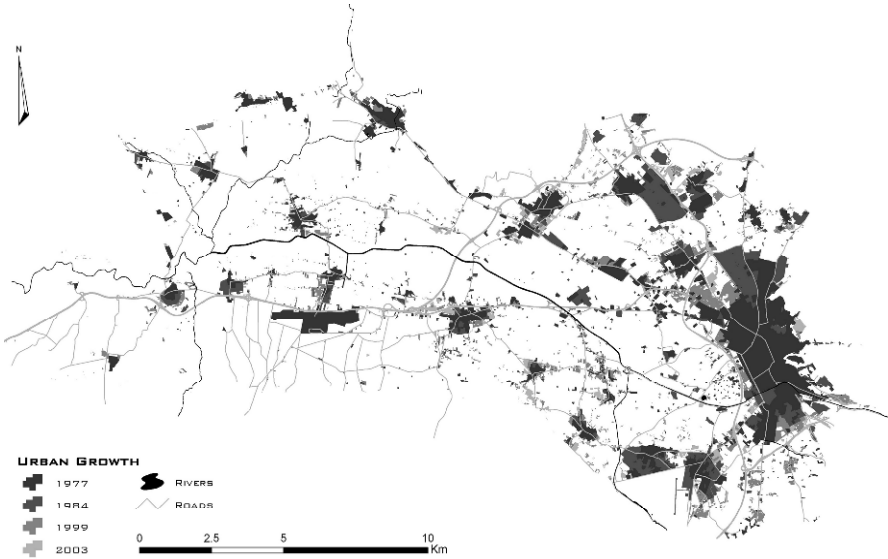 N
URBAN GROWTH
1977 RIVERS
1984 ROADS
1999
2003
0 2.5 5 10
Km